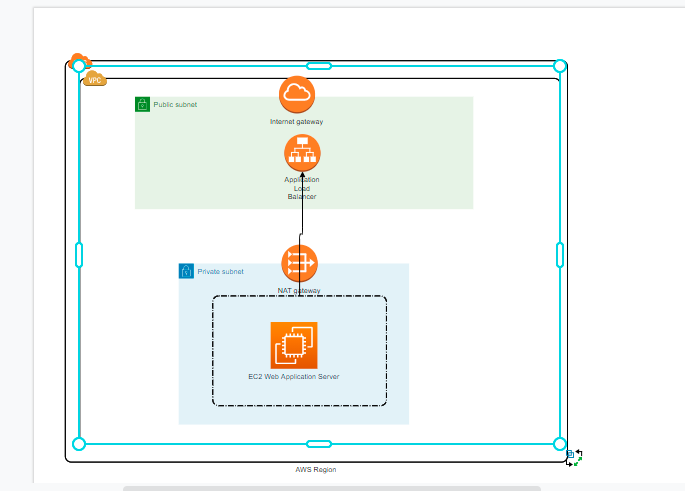 VPC
Public subnet
Internet gateway
Application
Load
Balancer
Private subnet
NAT gateway
EC2 Web Application Server
AWS Region